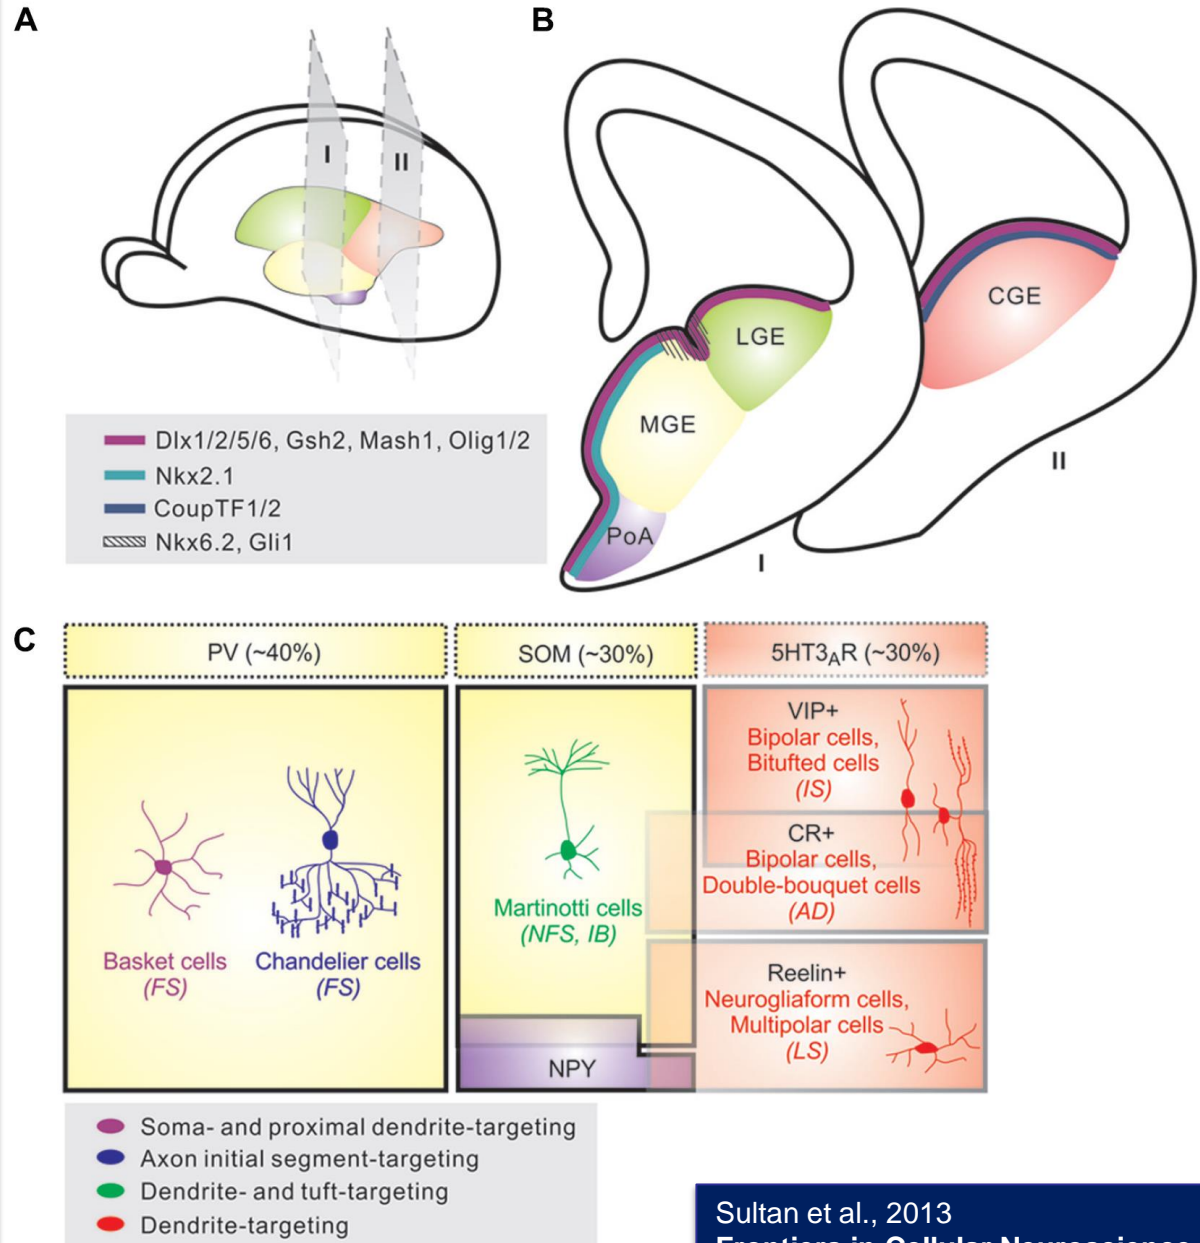 A
B
I
II
Dlx1/2/5/6, Gsh2, Mash1, Olig1/2
Nkx2.1
CoupTF1/2
Nkx6.2, Gli1
CGE
LGE
MGE
PoA
I
II
C
PV (~40%)
SOM (~30%)
5HT3AR (~30%)
Basket cells
(FS)
Chandelier cells
(FS)
Martinotti cells
(NFS, IB)
NPY
VIP+
Bipolar cells,
Bitufted cells
(IS)
CR+
Bipolar cells,
Double-bouquet cells
(AD)
Reelin+
Neurogliaform cells,
Multipolar cells
(LS)
Soma- and proximal dendrite-targeting
Axon initial segment-targeting
Dendrite- and tuft-targeting
Dendrite-targeting
Sultan et al., 2013
Frontiers in Cellular Neuroscience